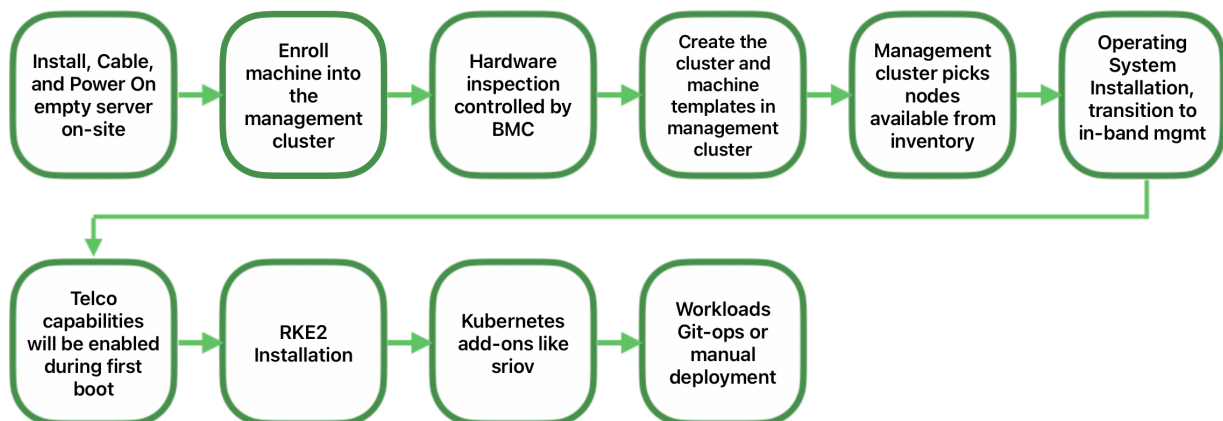 Install, Cable,
and Power On
empty server
on-site
Enroll
machine into
the
management
cluster
Hardware
inspection
controlled by
BMC
Create the
cluster and
machine
templates in
management
cluster
Management
cluster picks
nodes
available from
inventory
Operating
System
Installation,
transition to
in-band mgmt
Telco
capabilities
will be enabled
during first
boot
RKE2
Installation
Kubernetes
add-ons like
sriov
Workloads
Git-ops or
manual
deployment